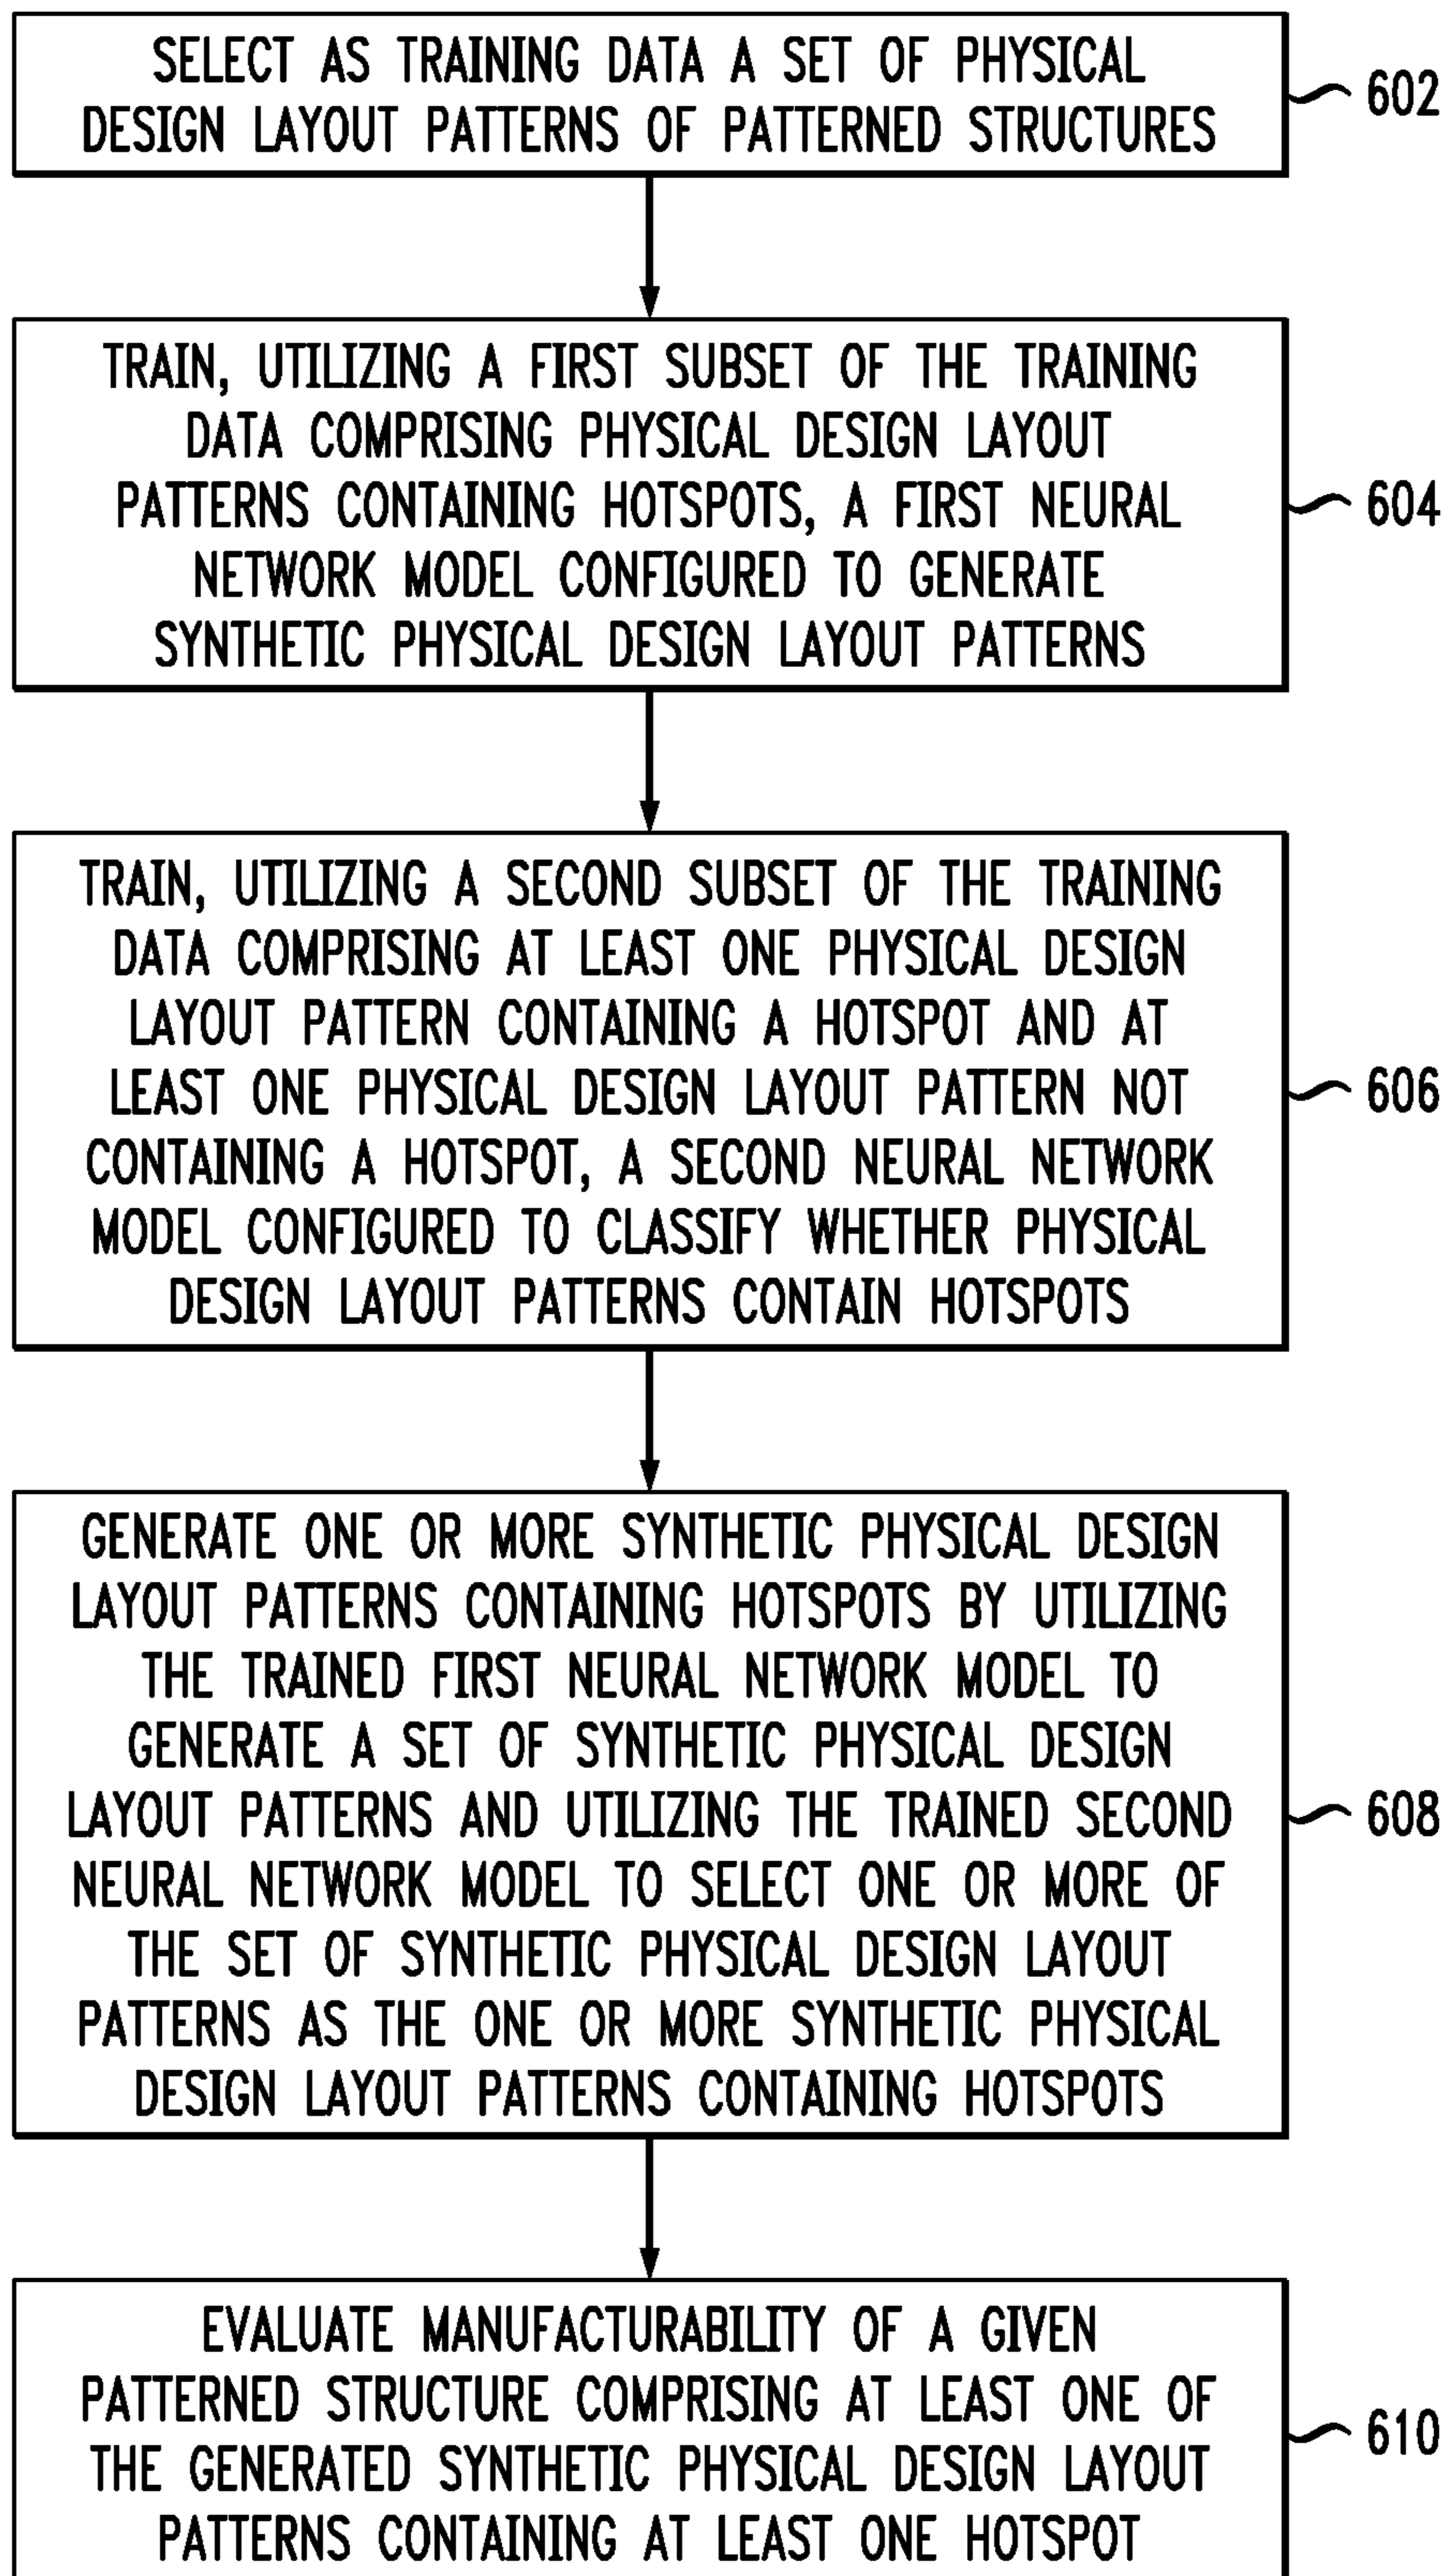 SELECT AS TRAINING DATA A SET OF PHYSICAL
DESIGN LAYOUT PATTERNS OF PATTERNED STRUCTURES
602
TRAIN, UTILIZING A FIRST SUBSET OF THE TRAINING
DATA COMPRISING PHYSICAL DESIGN LAYOUT
PATTERNS CONTAINING HOTSPOTS, A FIRST NEURAL
NETWORK MODEL CONFIGURED TO GENERATE
SYNTHETIC PHYSICAL DESIGN LAYOUT PATTERNS
604
TRAIN, UTILIZING A SECOND SUBSET OF THE TRAINING
DATA COMPRISING AT LEAST ONE PHYSICAL DESIGN
LAYOUT PATTERN CONTAINING A HOTSPOT AND AT
LEAST ONE PHYSICAL DESIGN LAYOUT PATTERN NOT
CONTAINING A HOTSPOT, A SECOND NEURAL NETWORK
MODEL CONFIGURED TO CLASSIFY WHETHER PHYSICAL
DESIGN LAYOUT PATTERNS CONTAIN HOTSPOTS
606
GENERATE ONE OR MORE SYNTHETIC PHYSICAL DESIGN
LAYOUT PATTERNS CONTAINING HOTSPOTS BY UTILIZING
THE TRAINED FIRST NEURAL NETWORK MODEL TO
GENERATE A SET OF SYNTHETIC PHYSICAL DESIGN
LAYOUT PATTERNS AND UTILIZING THE TRAINED SECOND
NEURAL NETWORK MODEL TO SELECT ONE OR MORE OF
THE SET OF SYNTHETIC PHYSICAL DESIGN LAYOUT
PATTERNS AS THE ONE OR MORE SYNTHETIC PHYSICAL
DESIGN LAYOUT PATTERNS CONTAINING HOTSPOTS
608
EVALUATE MANUFACTURABILITY OF A GIVEN
PATTERNED STRUCTURE COMPRISING AT LEAST ONE OF
THE GENERATED SYNTHETIC PHYSICAL DESIGN LAYOUT
PATTERNS CONTAINING AT LEAST ONE HOTSPOT
610